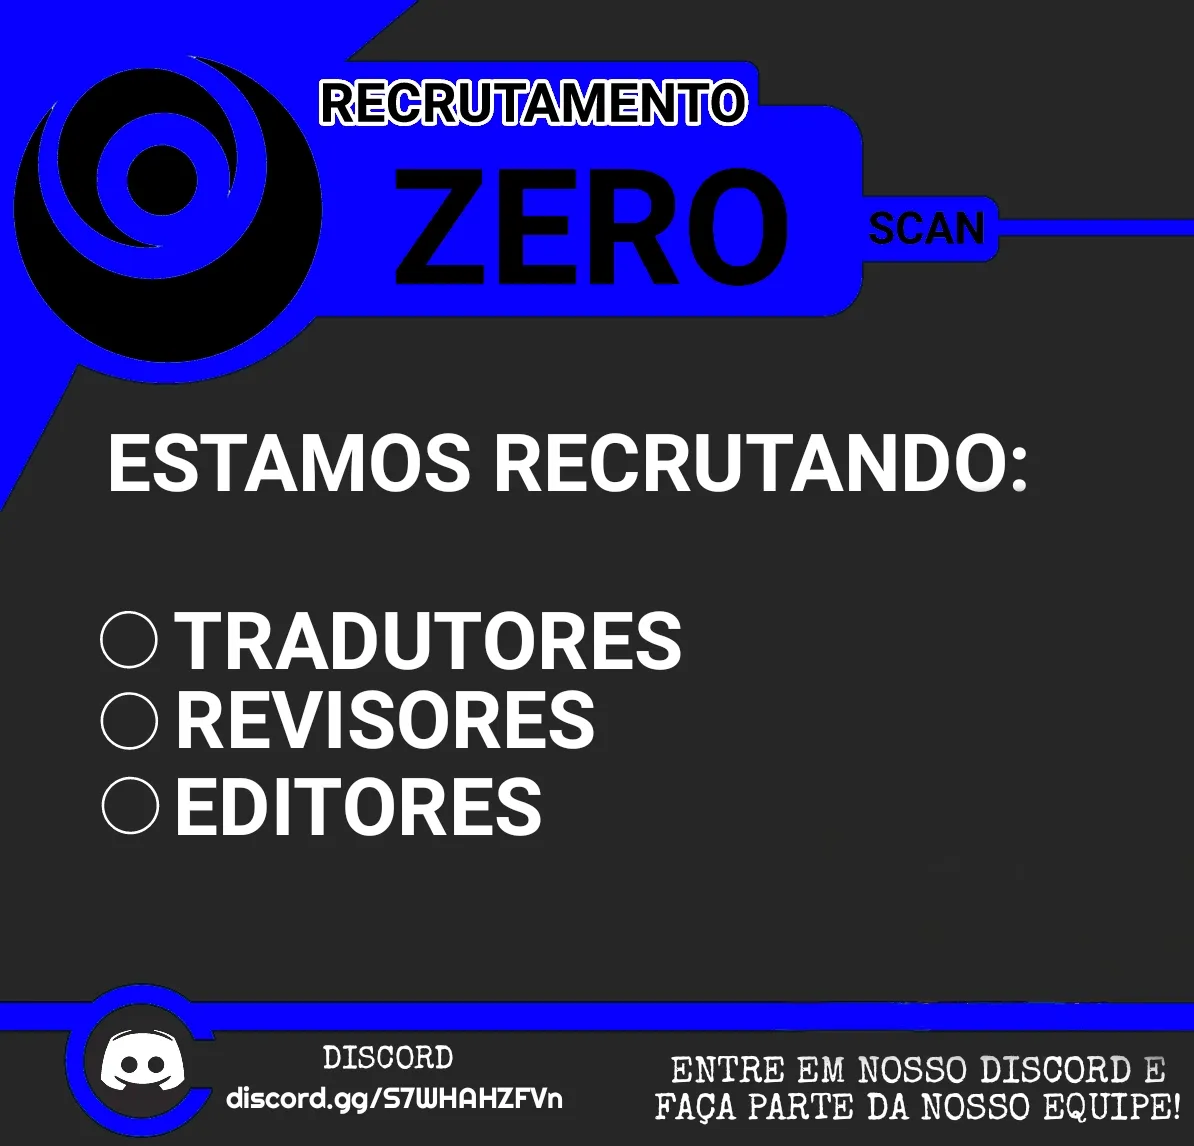 RECRUTAMENTO
ZERO
SCAN
ESTAMOS RECRUTANDO:
TRADUTORES
REVISORES
EDITORES
DISCORD
discord.gg/S7WHAHZFVn
ENTRE EM NOSSO DISCORD E
FAÇA PARTE DA NOSSO EQUIPE!